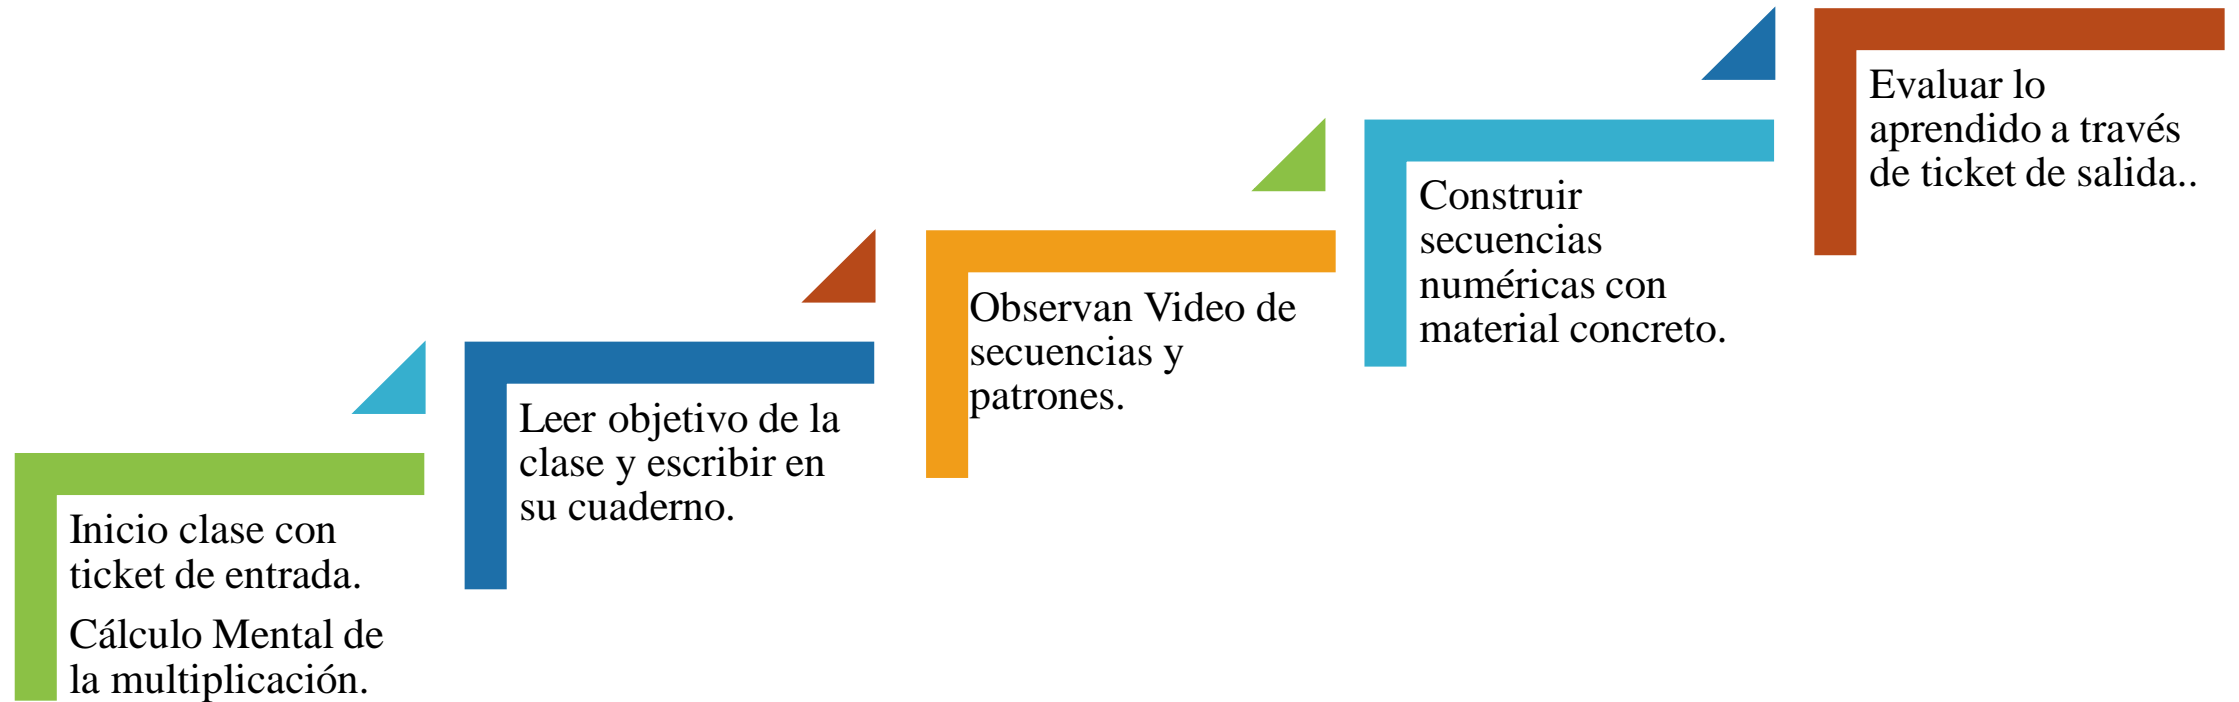 Inicio clase con
ticket de entrada.
Cálculo Mental de
la multiplicación.
Leer objetivo de la
clase y escribir en
su cuaderno.
Observan Video de
secuencias y
patrones.
Construir
secuencias
numéricas con
material concreto.
Evaluar lo
aprendido a través
de ticket de salida..